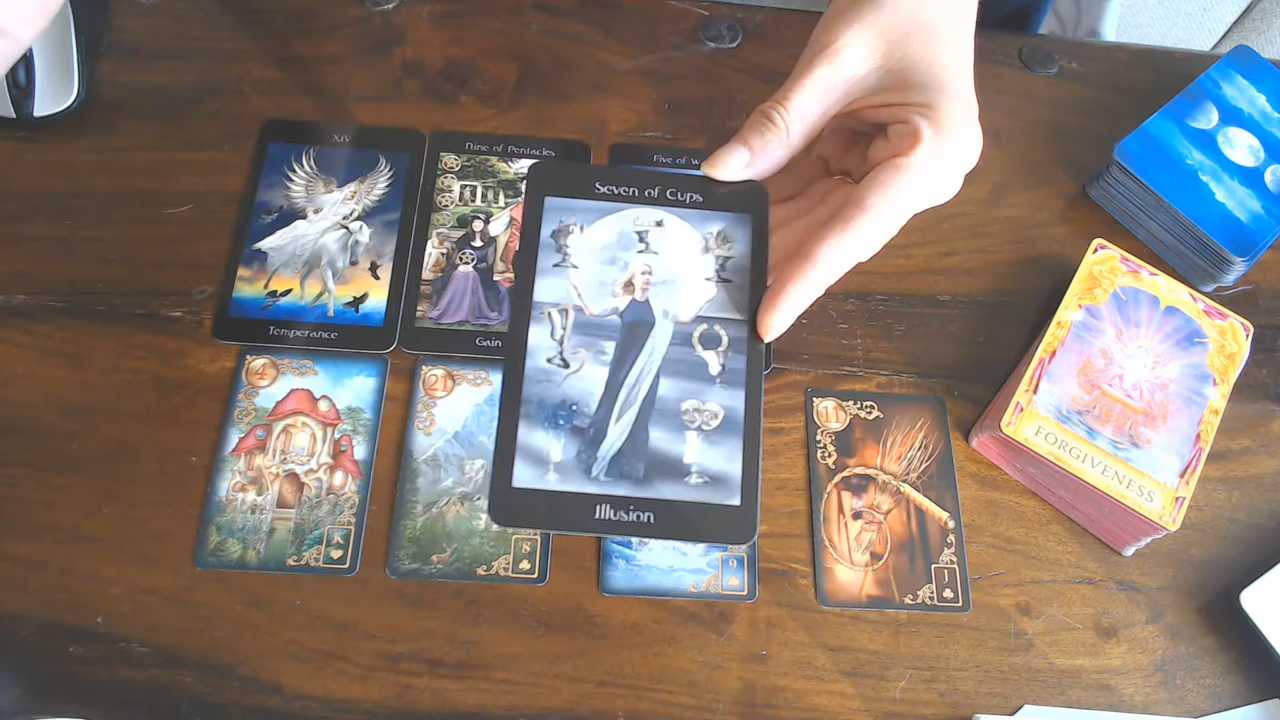 XIV
Temperance
Nine of Pentacles
Gain
Five of W
Seven of Cups
Illusion
4
K
21
8
9
11
J
FORGIVENESS